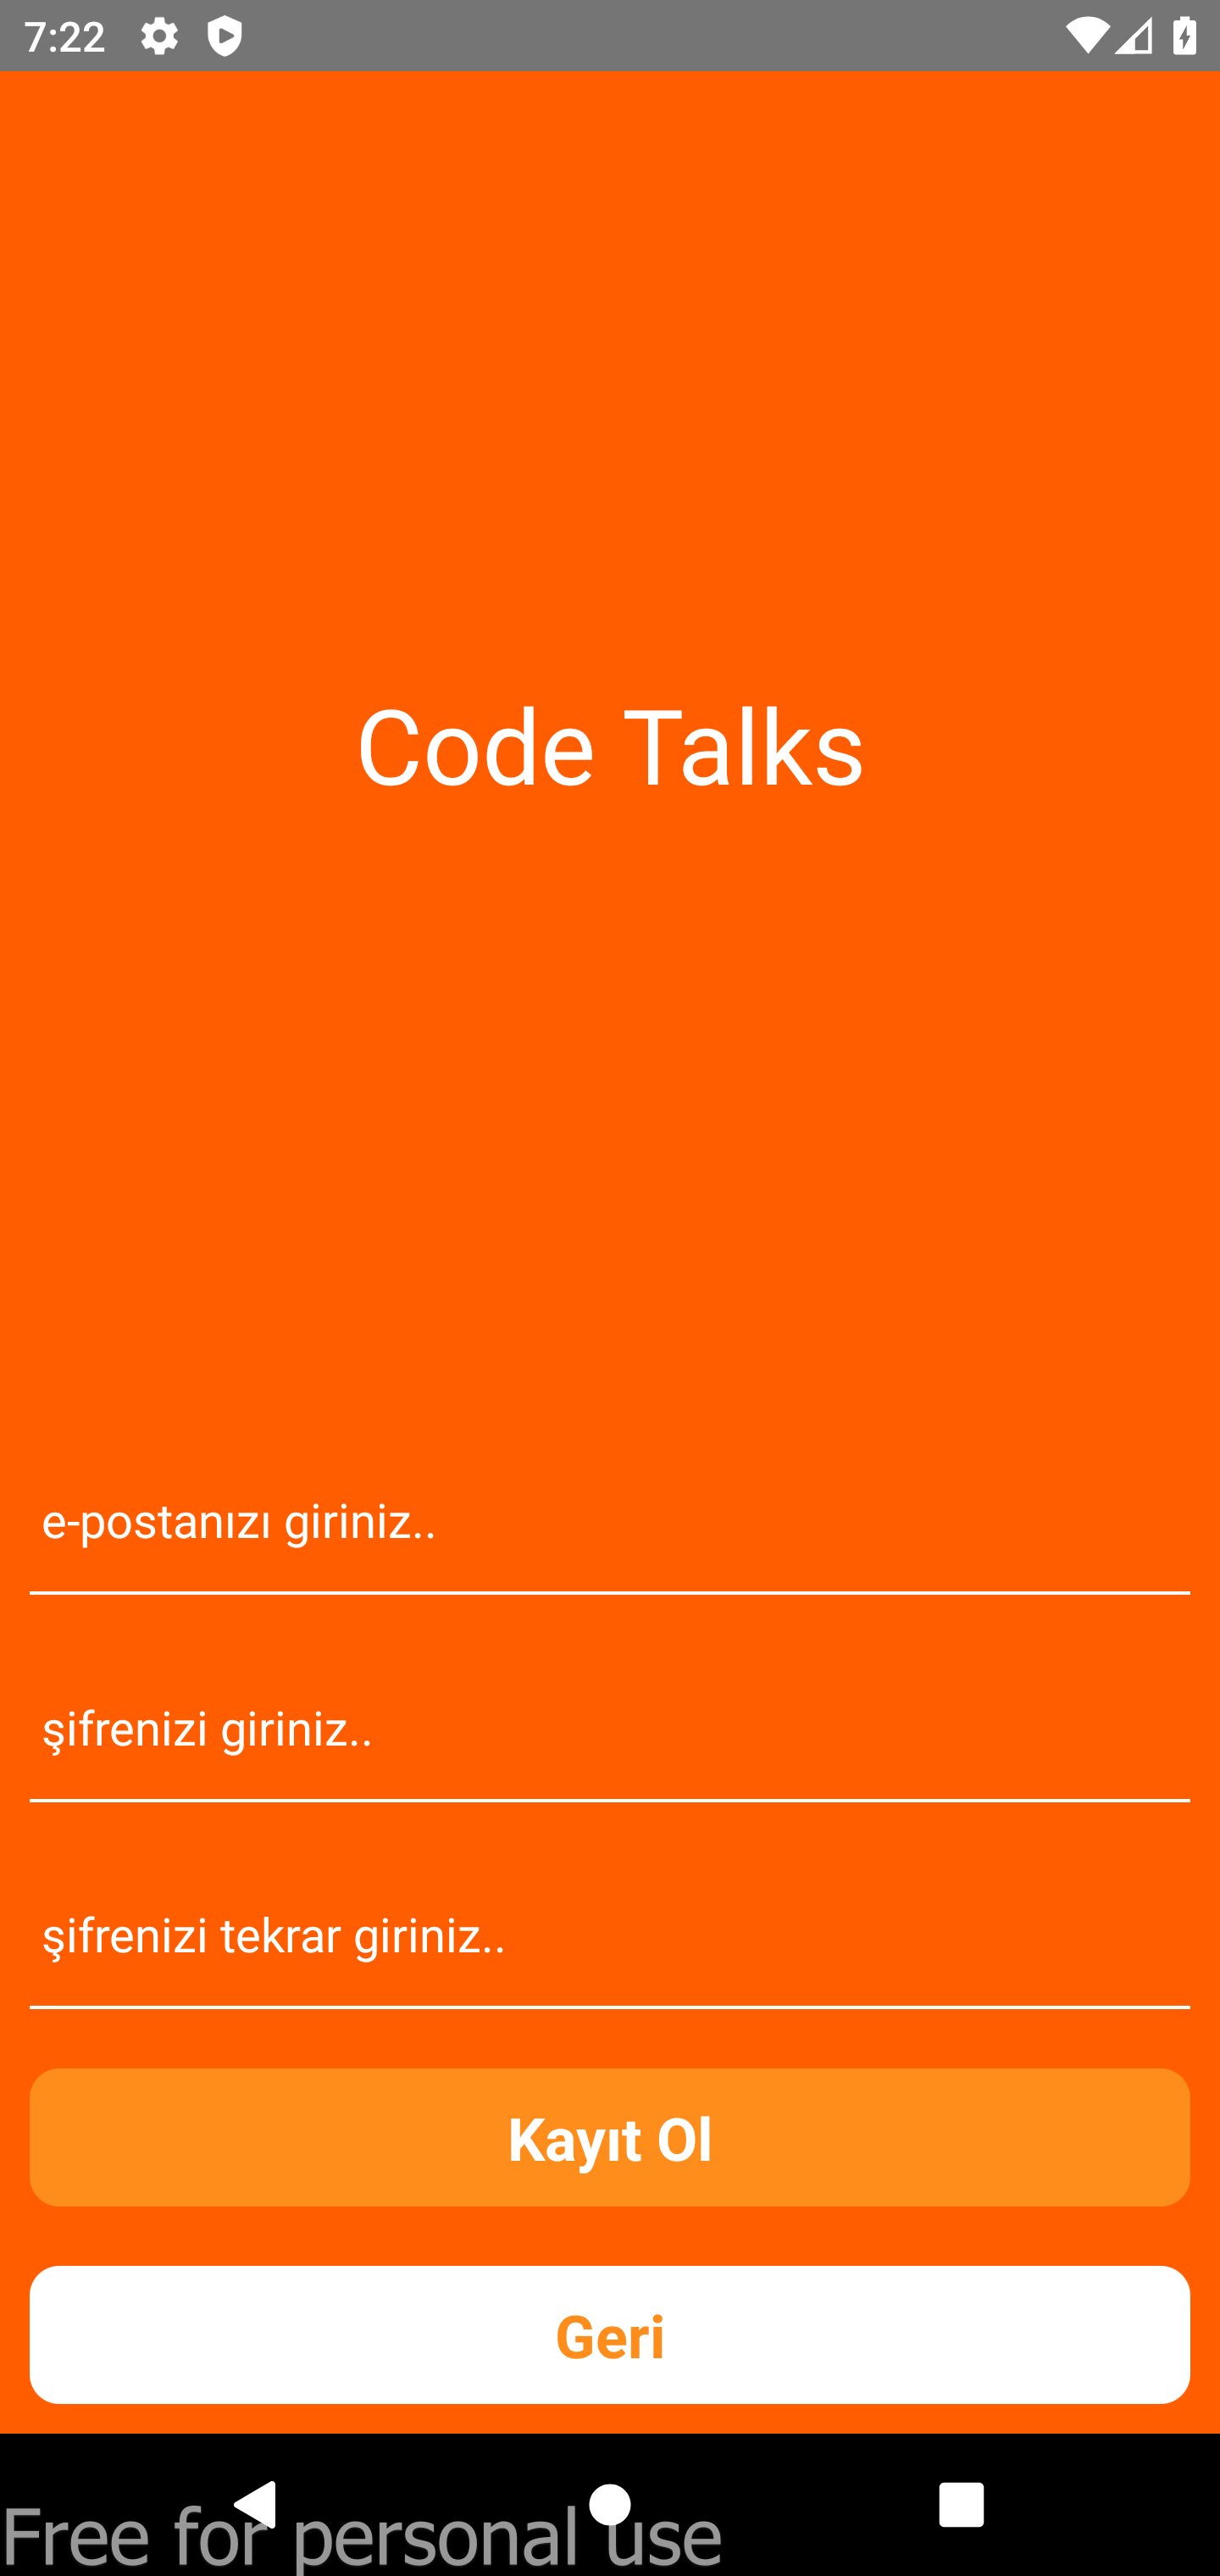 7:22
Code Talks
e-postanızı giriniz..
şifrenizi giriniz..
şifrenizi tekrar giriniz..
Kayıt Ol
Geri
Free for personal use